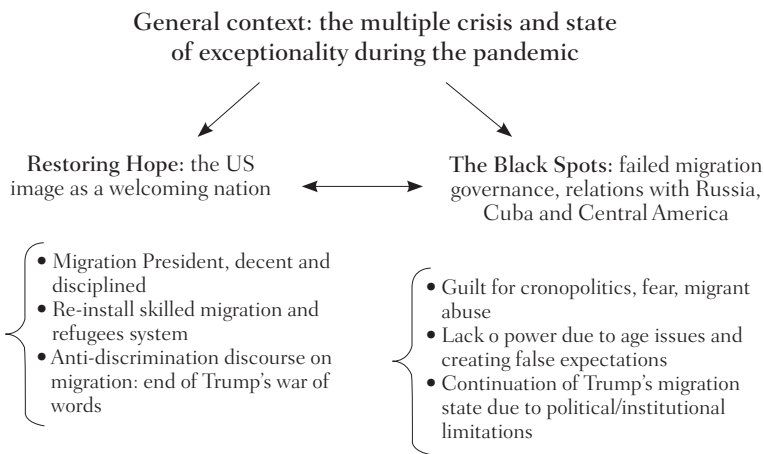 General context: the multiple crisis and state
of exceptionality during the pandemic
Restoring Hope: the US
image as a welcoming nation
The Black Spots: failed migration
governance, relations with Russia,
Cuba and Central America
• Migration President, decent and
disciplined
• Re-install skilled migration and
refugees system
• Anti-discrimination discourse on
migration: end of Trump's war of
words
• Guilt for cronopolitics, fear, migrant
abuse
• Lack o power due to age issues and
creating false expectations
• Continuation of Trump's migration
state due to political/institutional
limitations